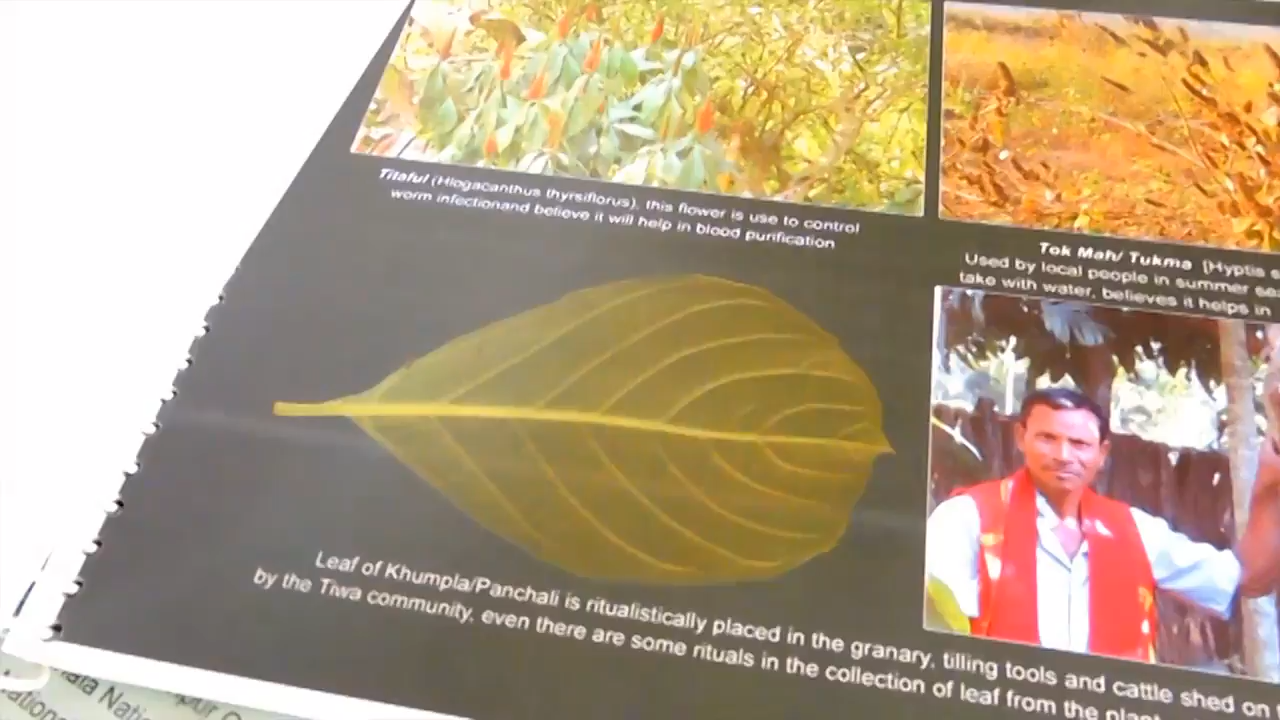 Titaful (Hlogacanthus thyrsiflorus), this flower is use to control
worm infectionand believe it will help in blood purification
Tok Mah/ Tukma [Hyptis
Used by local people in summer
take with water, believes it helps in
Leaf of Khumpla/Panchali is ritualistically placed in the granary, tilling tools and cattle shed on
by the Tiwa community, even there are some rituals in the collection of leaf from the